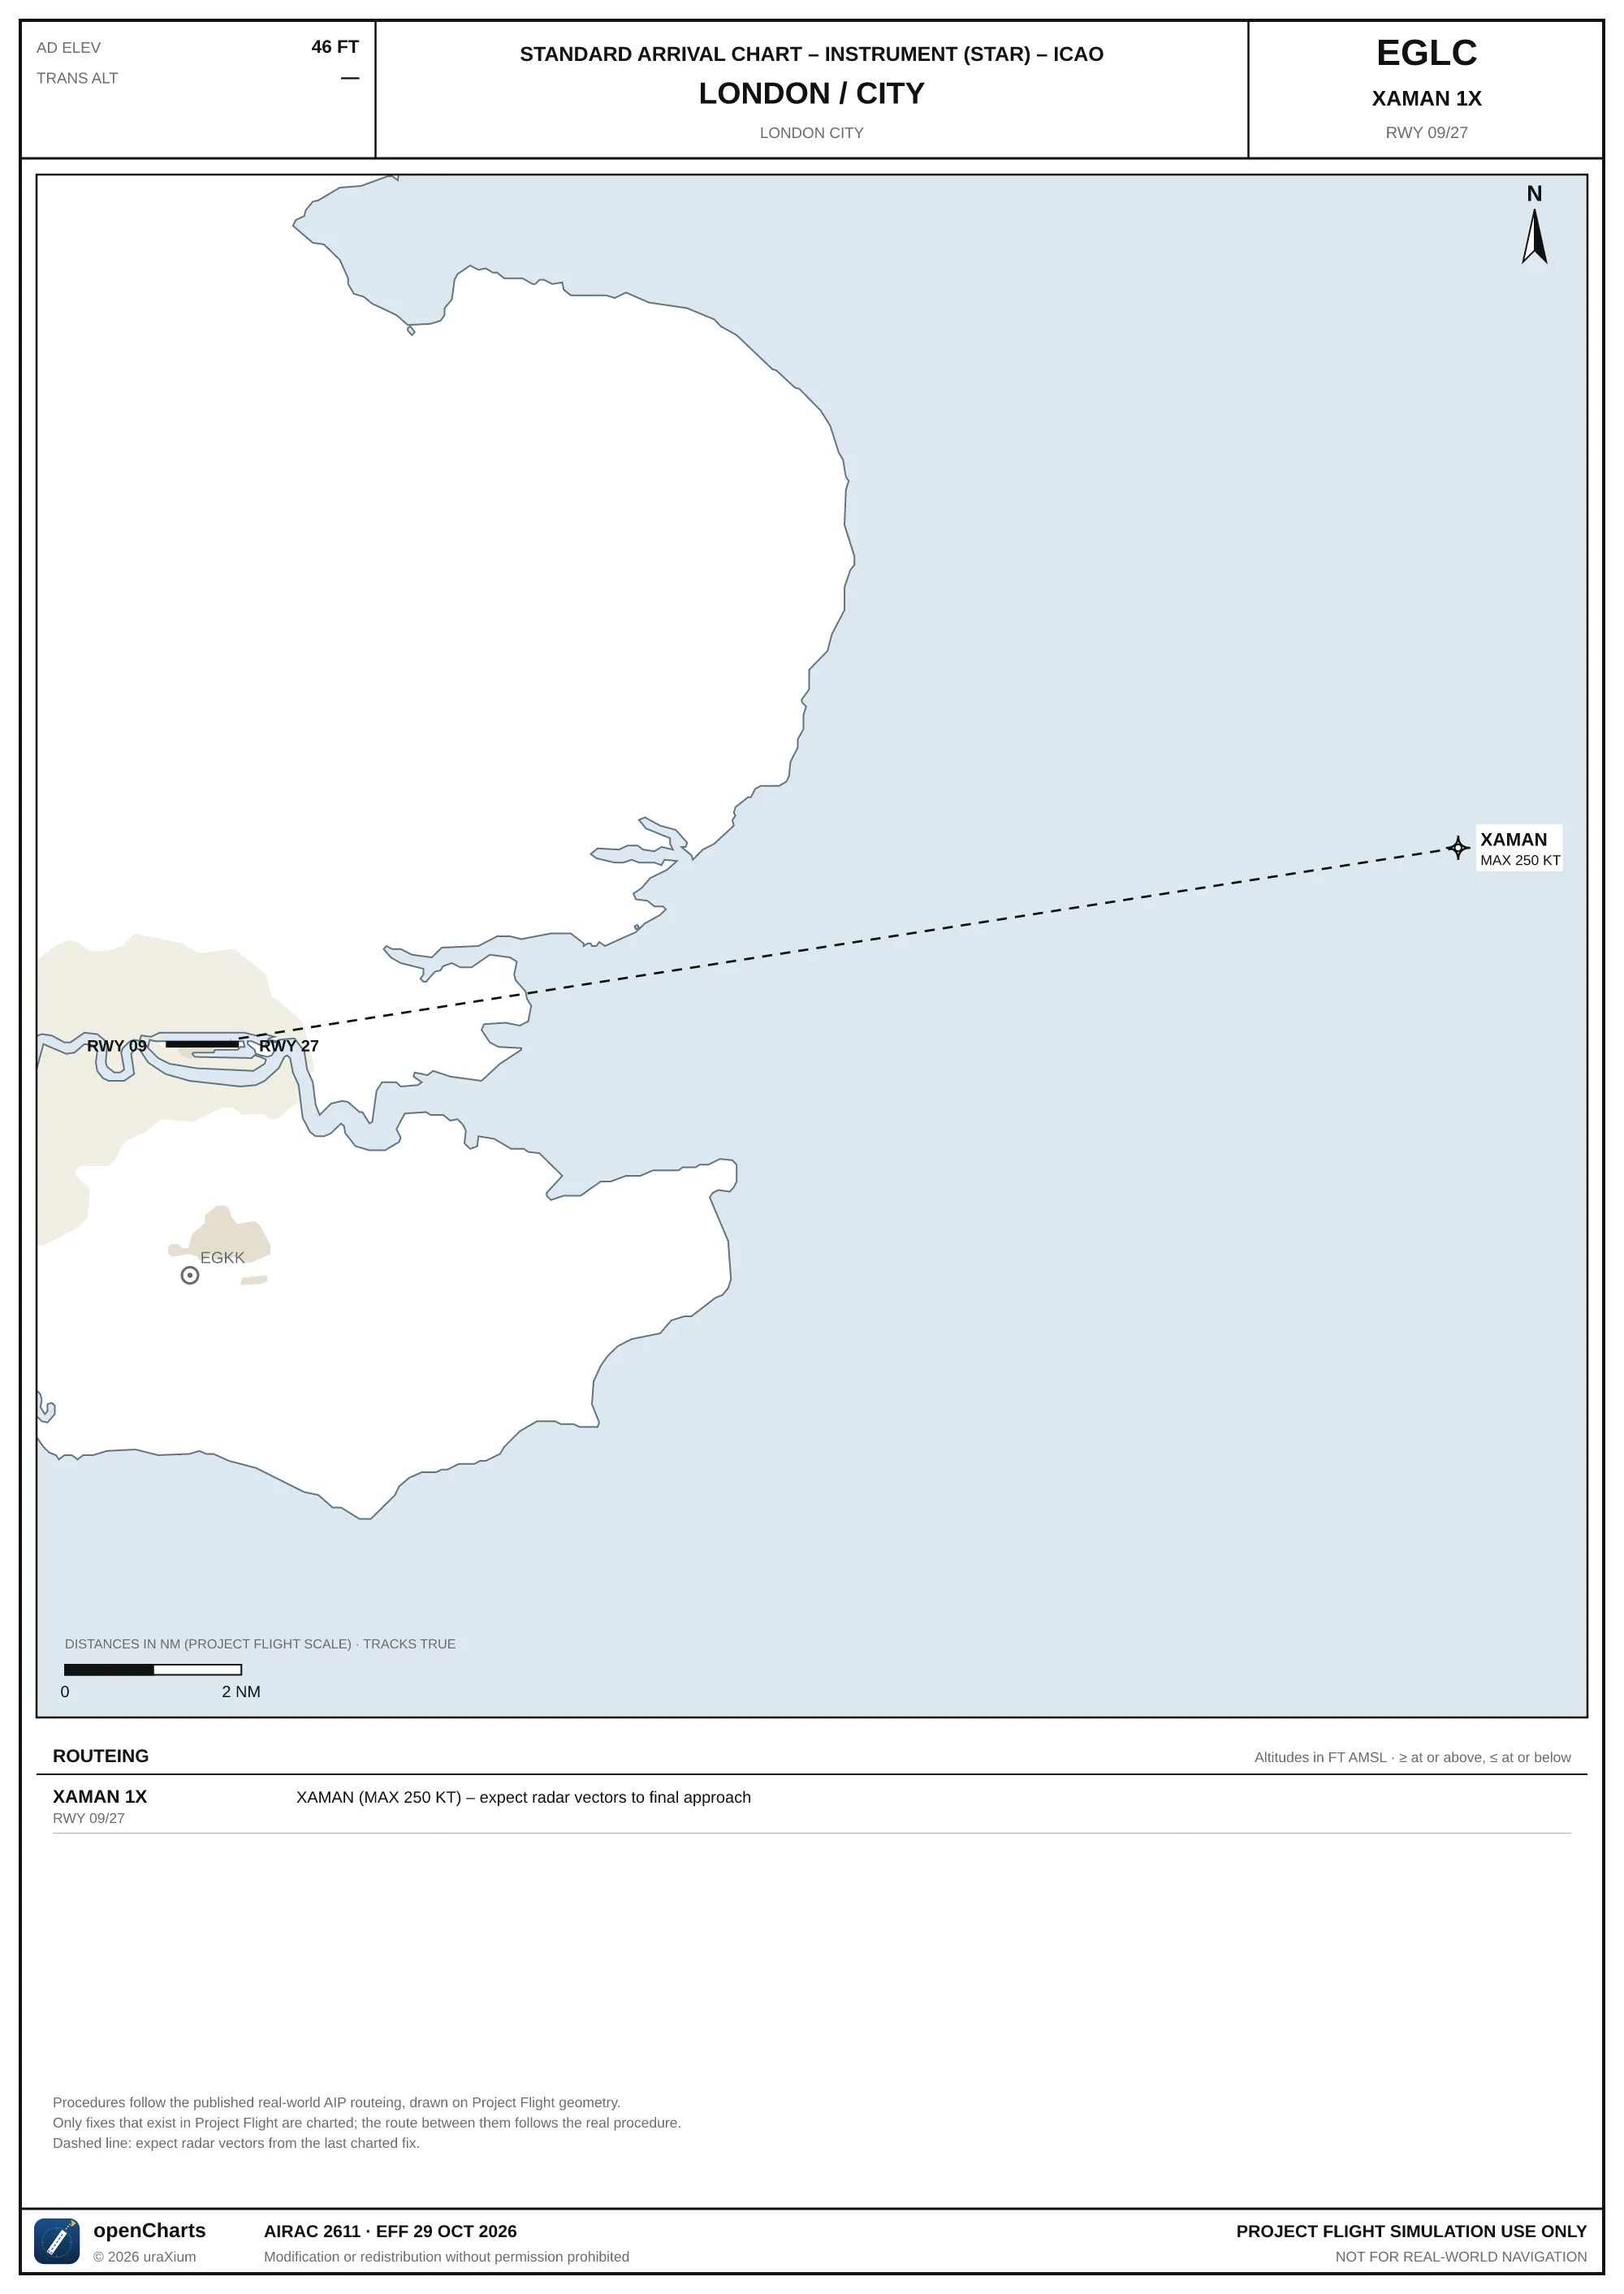 AD ELEV 46 FT
TRANS ALT —
STANDARD ARRIVAL CHART – INSTRUMENT (STAR) – ICAO
LONDON / CITY
LONDON CITY
EGLC
XAMAN 1X
RWY 09/27
N
XAMAN
MAX 250 KT
RWY 09
RWY 27
EGKK
DISTANCES IN NM (PROJECT FLIGHT SCALE) · TRACKS TRUE
0 2 NM
ROUTEING
Altitudes in FT AMSL · ≥ at or above, ≤ at or below
XAMAN 1X
XAMAN (MAX 250 KT) – expect radar vectors to final approach
RWY 09/27
Procedures follow the published real-world AIP routeing, drawn on Project Flight geometry.
Only fixes that exist in Project Flight are charted; the route between them follows the real procedure.
Dashed line: expect radar vectors from the last charted fix.
openCharts
© 2026 uraXium
AIRAC 2611 · EFF 29 OCT 2026
Modification or redistribution without permission prohibited
PROJECT FLIGHT SIMULATION USE ONLY
NOT FOR REAL-WORLD NAVIGATION